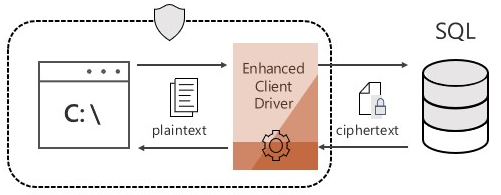 SQL
Enhanced
Client
Driver
C:\
plaintext
ciphertext